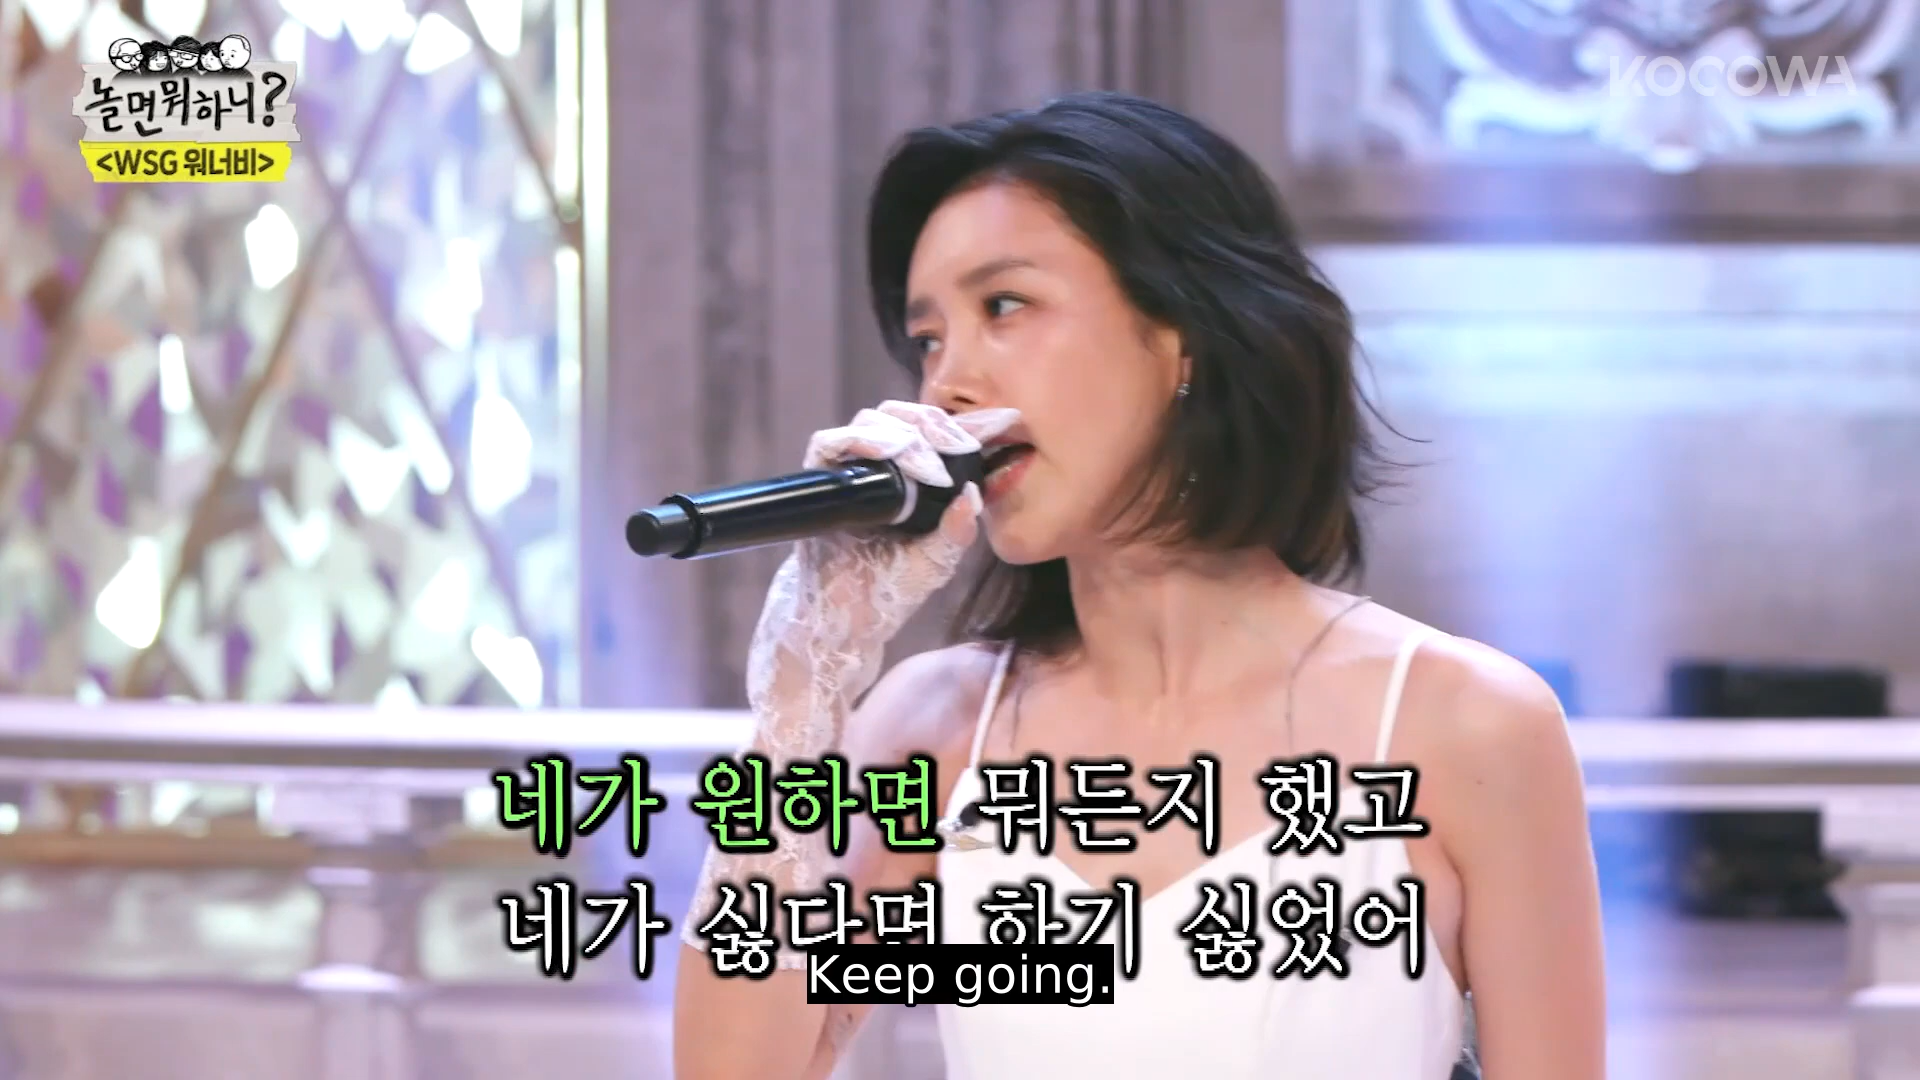 놀면 뭐하니?
<WSG 워너비>
KOCOWA
네가 원하면 뭐든지 했고
네가 싫다면 하기 싫었어
Keep going.